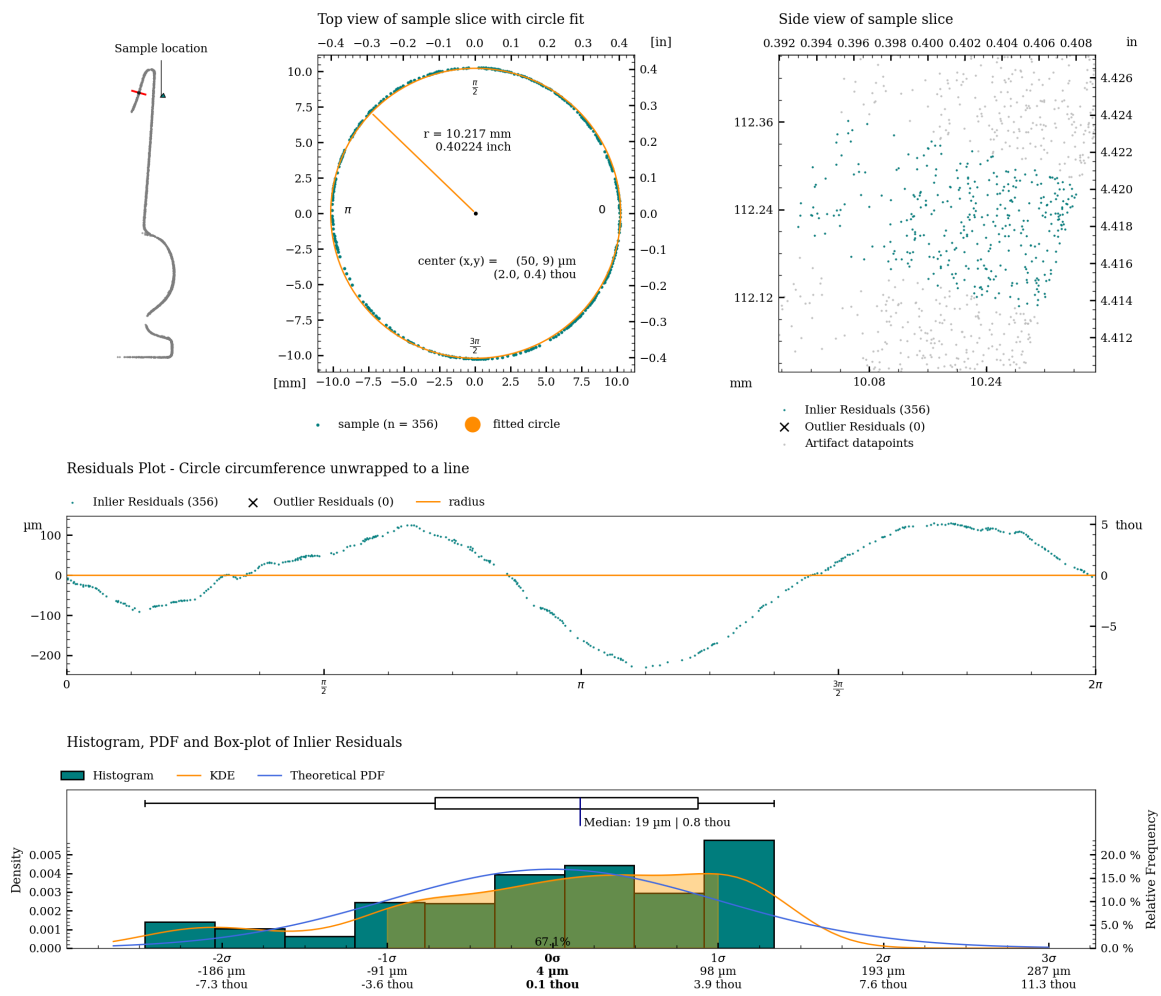 Sample location
Top view of sample slice with circle fit
−0.4 −0.3 −0.2 −0.1 0.0 0.1 0.2 0.3 0.4 [in]
10.0
7.5
5.0
2.5
0.0
−2.5
−5.0
−7.5
−10.0
[mm]
−10.0 −7.5 −5.0 −2.5 0.0 2.5 5.0 7.5 10.0
0.4
0.3
0.2
0.1
0.0
−0.1
−0.2
−0.3
−0.4
π/2
r = 10.217 mm
0.40224 inch
π
0
center (x,y) = (50, 9) µm
(2.0, 0.4) thou
3π/2
sample (n = 356) fitted circle
Side view of sample slice
0.392 0.394 0.396 0.398 0.400 0.402 0.404 0.406 0.408 in
112.36
112.24
112.12
mm
10.08 10.24
4.426
4.424
4.422
4.420
4.418
4.416
4.414
4.412
Inlier Residuals (356)
Outlier Residuals (0)
Artifact datapoints
Residuals Plot - Circle circumference unwrapped to a line
Inlier Residuals (356) Outlier Residuals (0) radius
µm
100
0
−100
−200
5 thou
0
−5
0 π/2 π 3π/2 2π
Histogram, PDF and Box-plot of Inlier Residuals
Histogram KDE Theoretical PDF
Median: 19 µm | 0.8 thou
Density
0.005
0.004
0.003
0.002
0.001
0.000
20.0 %
15.0 %
10.0 %
5.0 %
0.0 %
Relative Frequency
67.1%
-2σ -1σ 0σ 1σ 2σ 3σ
-186 µm -91 µm 4 µm 98 µm 193 µm 287 µm
-7.3 thou -3.6 thou 0.1 thou 3.9 thou 7.6 thou 11.3 thou